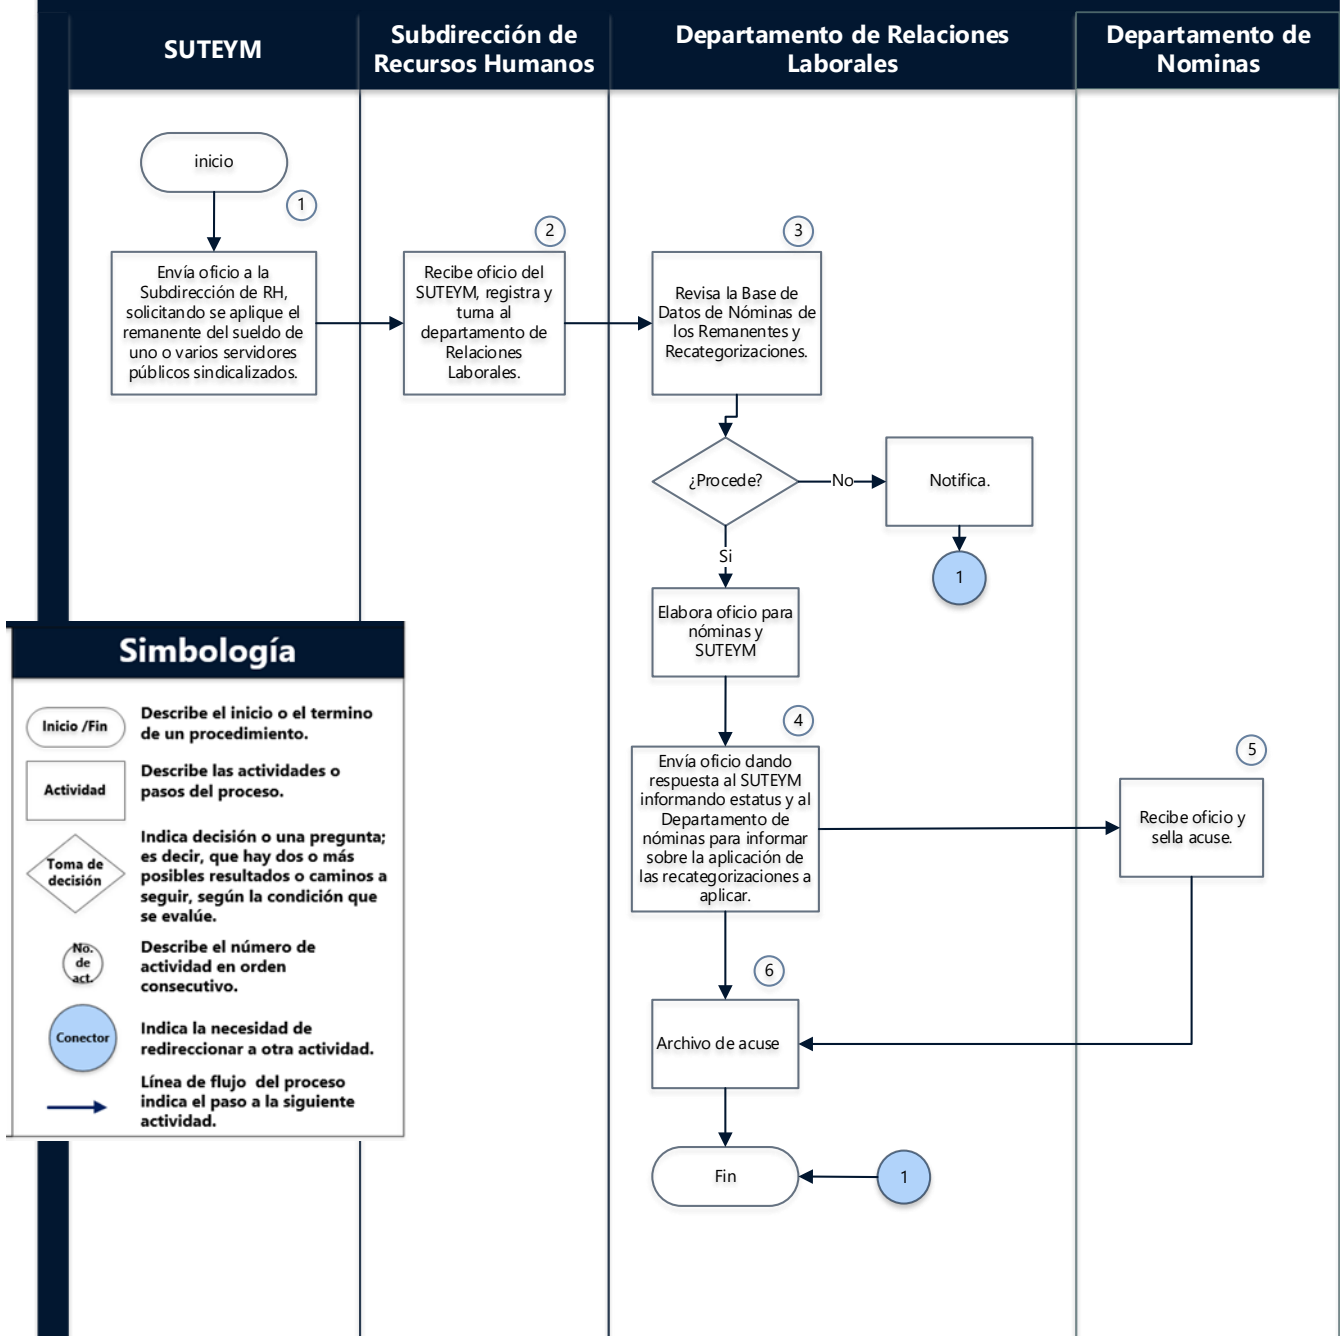 SUTEYM
Subdirección de
Recursos Humanos
Departamento de Relaciones
Laborales
Departamento de
Nominas
inicio
1
Envía oficio a la
Subdirección de RH,
solicitando se aplique el
remanente del sueldo de
uno o varios servidores
públicos sindicalizados.
2
Recibe oficio del
SUTEYM, registra y
turna al
departamento de
Relaciones
Laborales.
3
Revisa la Base de
Datos de Nóminas de
los Remanentes y
Recategorizaciones.
¿Procede?
No
Notifica.
1
Si
Elabora oficio para
nóminas y
SUTEYM
4
Envía oficio dando
respuesta al SUTEYM
informando estatus y al
Departamento de
nóminas para informar
sobre la aplicación de
las recategorizaciones a
aplicar.
5
Recibe oficio y
sella acuse.
6
Archivo de acuse
Fin
1
Simbología
Inicio /Fin
Describe el inicio o el termino
de un procedimiento.
Actividad
Describe las actividades o
pasos del proceso.
Toma de
decisión
Indica decisión o una pregunta;
es decir, que hay dos o más
posibles resultados o caminos a
seguir, según la condición que
se evalúe.
No.
de
act.
Describe el número de
actividad en orden
consecutivo.
Conector
Indica la necesidad de
redireccionar a otra actividad.
Línea de flujo del proceso
indica el paso a la siguiente
actividad.